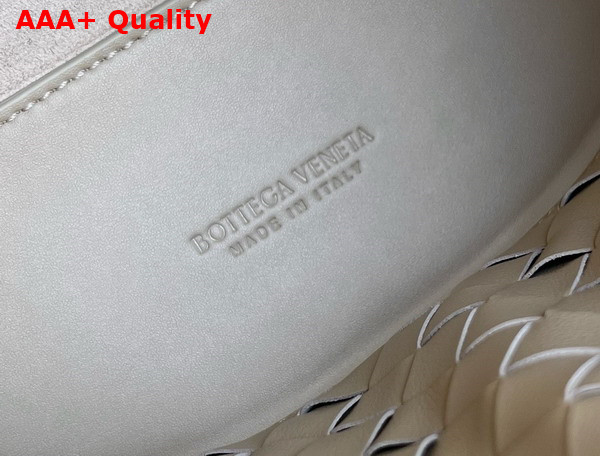 AAA+ Quality
BOTTEGA VENETA
MADE IN ITALY